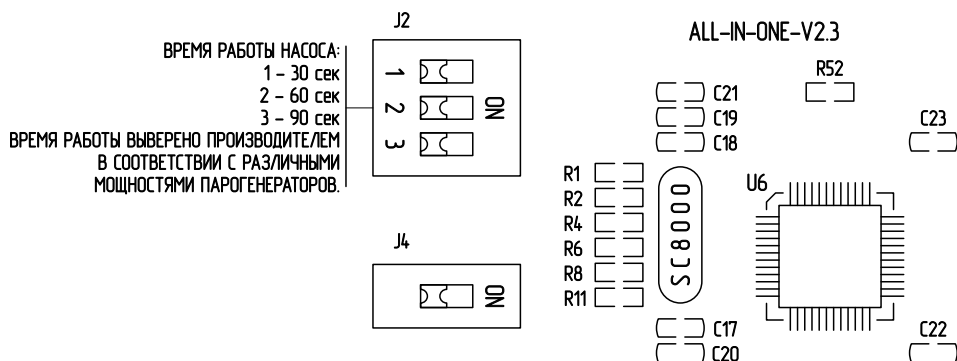 J2
ВРЕМЯ РАБОТЫ НАСОСА:
1 - 30 сек
2 - 60 сек
3 - 90 сек
ВРЕМЯ РАБОТЫ ВЫВЕРЕНО ПРОИЗВОДИТЕЛЕМ
В СООТВЕТСТВИИ С РАЗЛИЧНЫМИ
МОЩНОСТЯМИ ПАРОГЕНЕРАТОРОВ.
1
2
3
ON
J4
ON
ALL-IN-ONE-V2.3
R52
C21
C19
C18
C23
R1
R2
R4
R6
R8
R11
SC8000
U6
C17
C20
C22